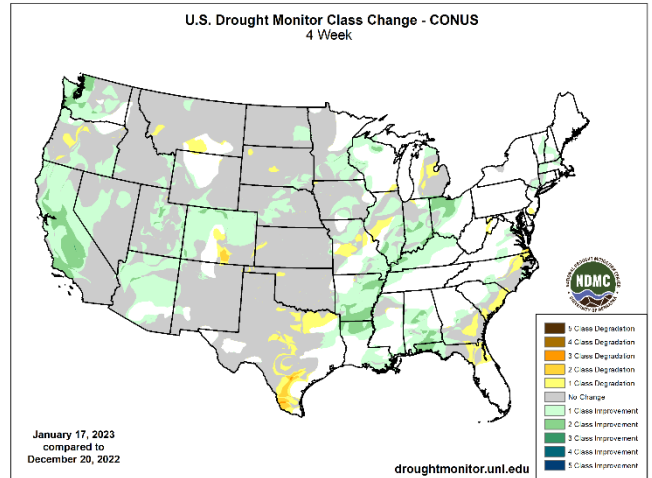 U.S. Drought Monitor Class Change - CONUS
4 Week
NDMC
5 Class Degradation
4 Class Degradation
3 Class Degradation
2 Class Degradation
1 Class Degradation
No Change
1 Class Improvement
2 Class Improvement
3 Class Improvement
4 Class Improvement
5 Class Improvement
January 17, 2023
compared to
December 20, 2022
droughtmonitor.unl.edu